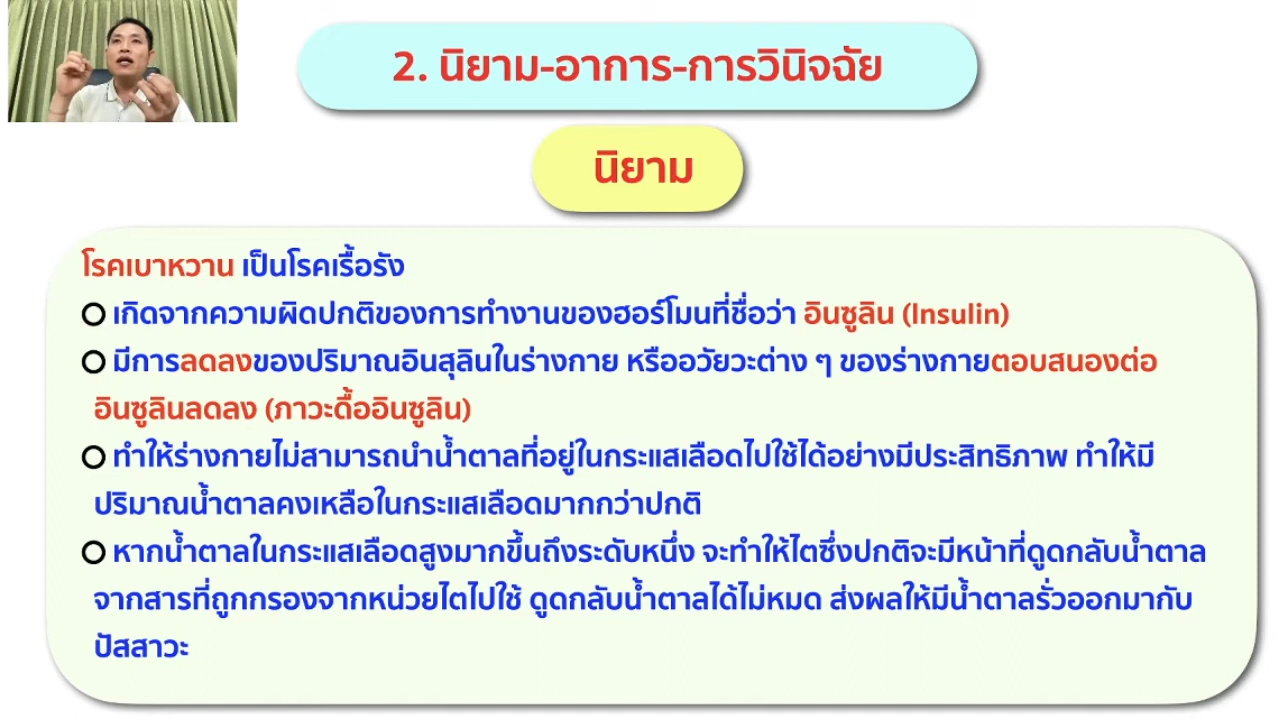 2. นิยาม-อาการ-การวินิจฉัย
นิยาม
โรคเบาหวาน เป็นโรคเรื้อรัง
เกิดจากความผิดปกติของการทำงานของฮอร์โมนที่ชื่อว่า อินซูลิน (Insulin)
มีการลดลงของปริมาณอินสุลินในร่างกาย หรืออวัยวะต่าง ๆ ของร่างกายตอบสนองต่อ
อินซูลินลดลง (ภาวะดื้ออินซูลิน)
ทำให้ร่างกายไม่สามารถนำน้ำตาลที่อยู่ในกระแสเลือดไปใช้ได้อย่างมีประสิทธิภาพ ทำให้มี
ปริมาณน้ำตาลคงเหลือในกระแสเลือดมากกว่าปกติ
หากน้ำตาลในกระแสเลือดสูงมากขึ้นถึงระดับหนึ่ง จะทำให้ไตซึ่งปกติจะมีหน้าที่ดูดกลับน้ำตาล
จากสารที่ถูกกรองจากหน่วยไตไปใช้ ดูดกลับน้ำตาลได้ไม่หมด ส่งผลให้มีน้ำตาลรั่วออกมากับ
ปัสสาวะ